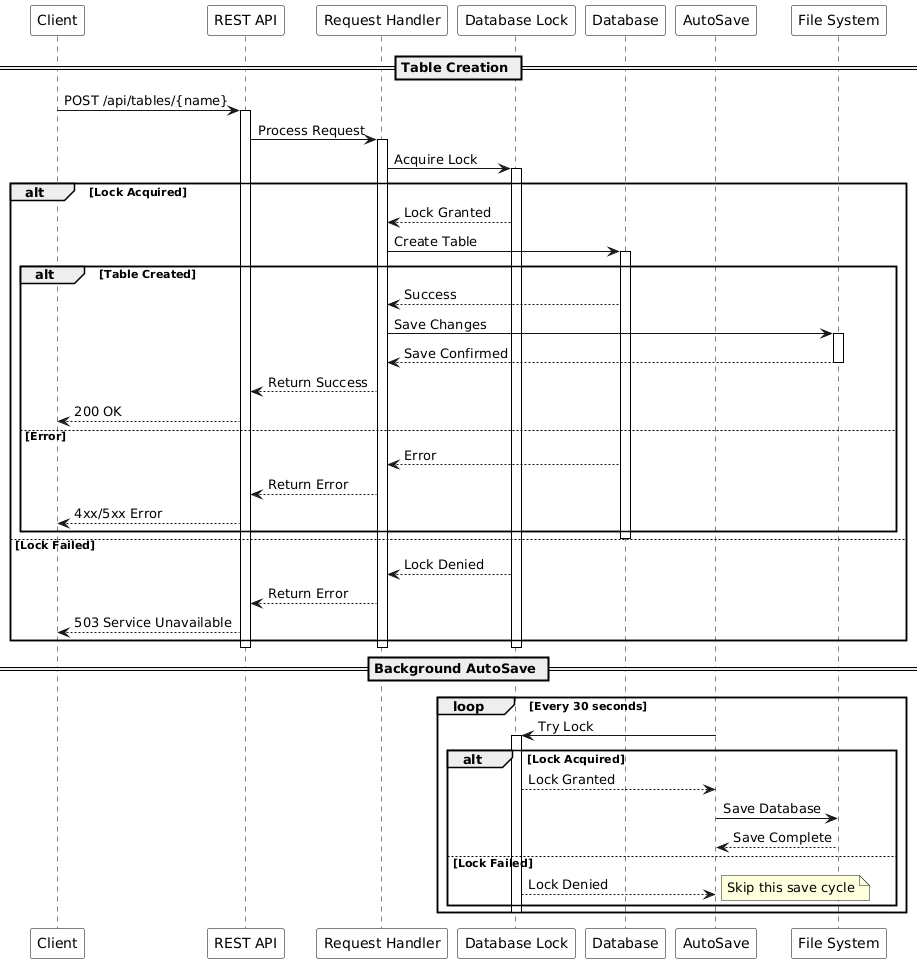 Client REST API Request Handler Database Lock Database AutoSave File System
Table Creation
POST /api/tables/{name}
Process Request
Acquire Lock
alt [Lock Acquired]
Lock Granted
Create Table
alt [Table Created]
Success
Save Changes
Save Confirmed
Return Success
200 OK
[Error]
Error
Return Error
4xx/5xx Error
[Lock Failed]
Lock Denied
Return Error
503 Service Unavailable
Background AutoSave
loop [Every 30 seconds]
Try Lock
alt [Lock Acquired]
Lock Granted
Save Database
Save Complete
[Lock Failed]
Lock Denied Skip this save cycle
Client REST API Request Handler Database Lock Database AutoSave File System